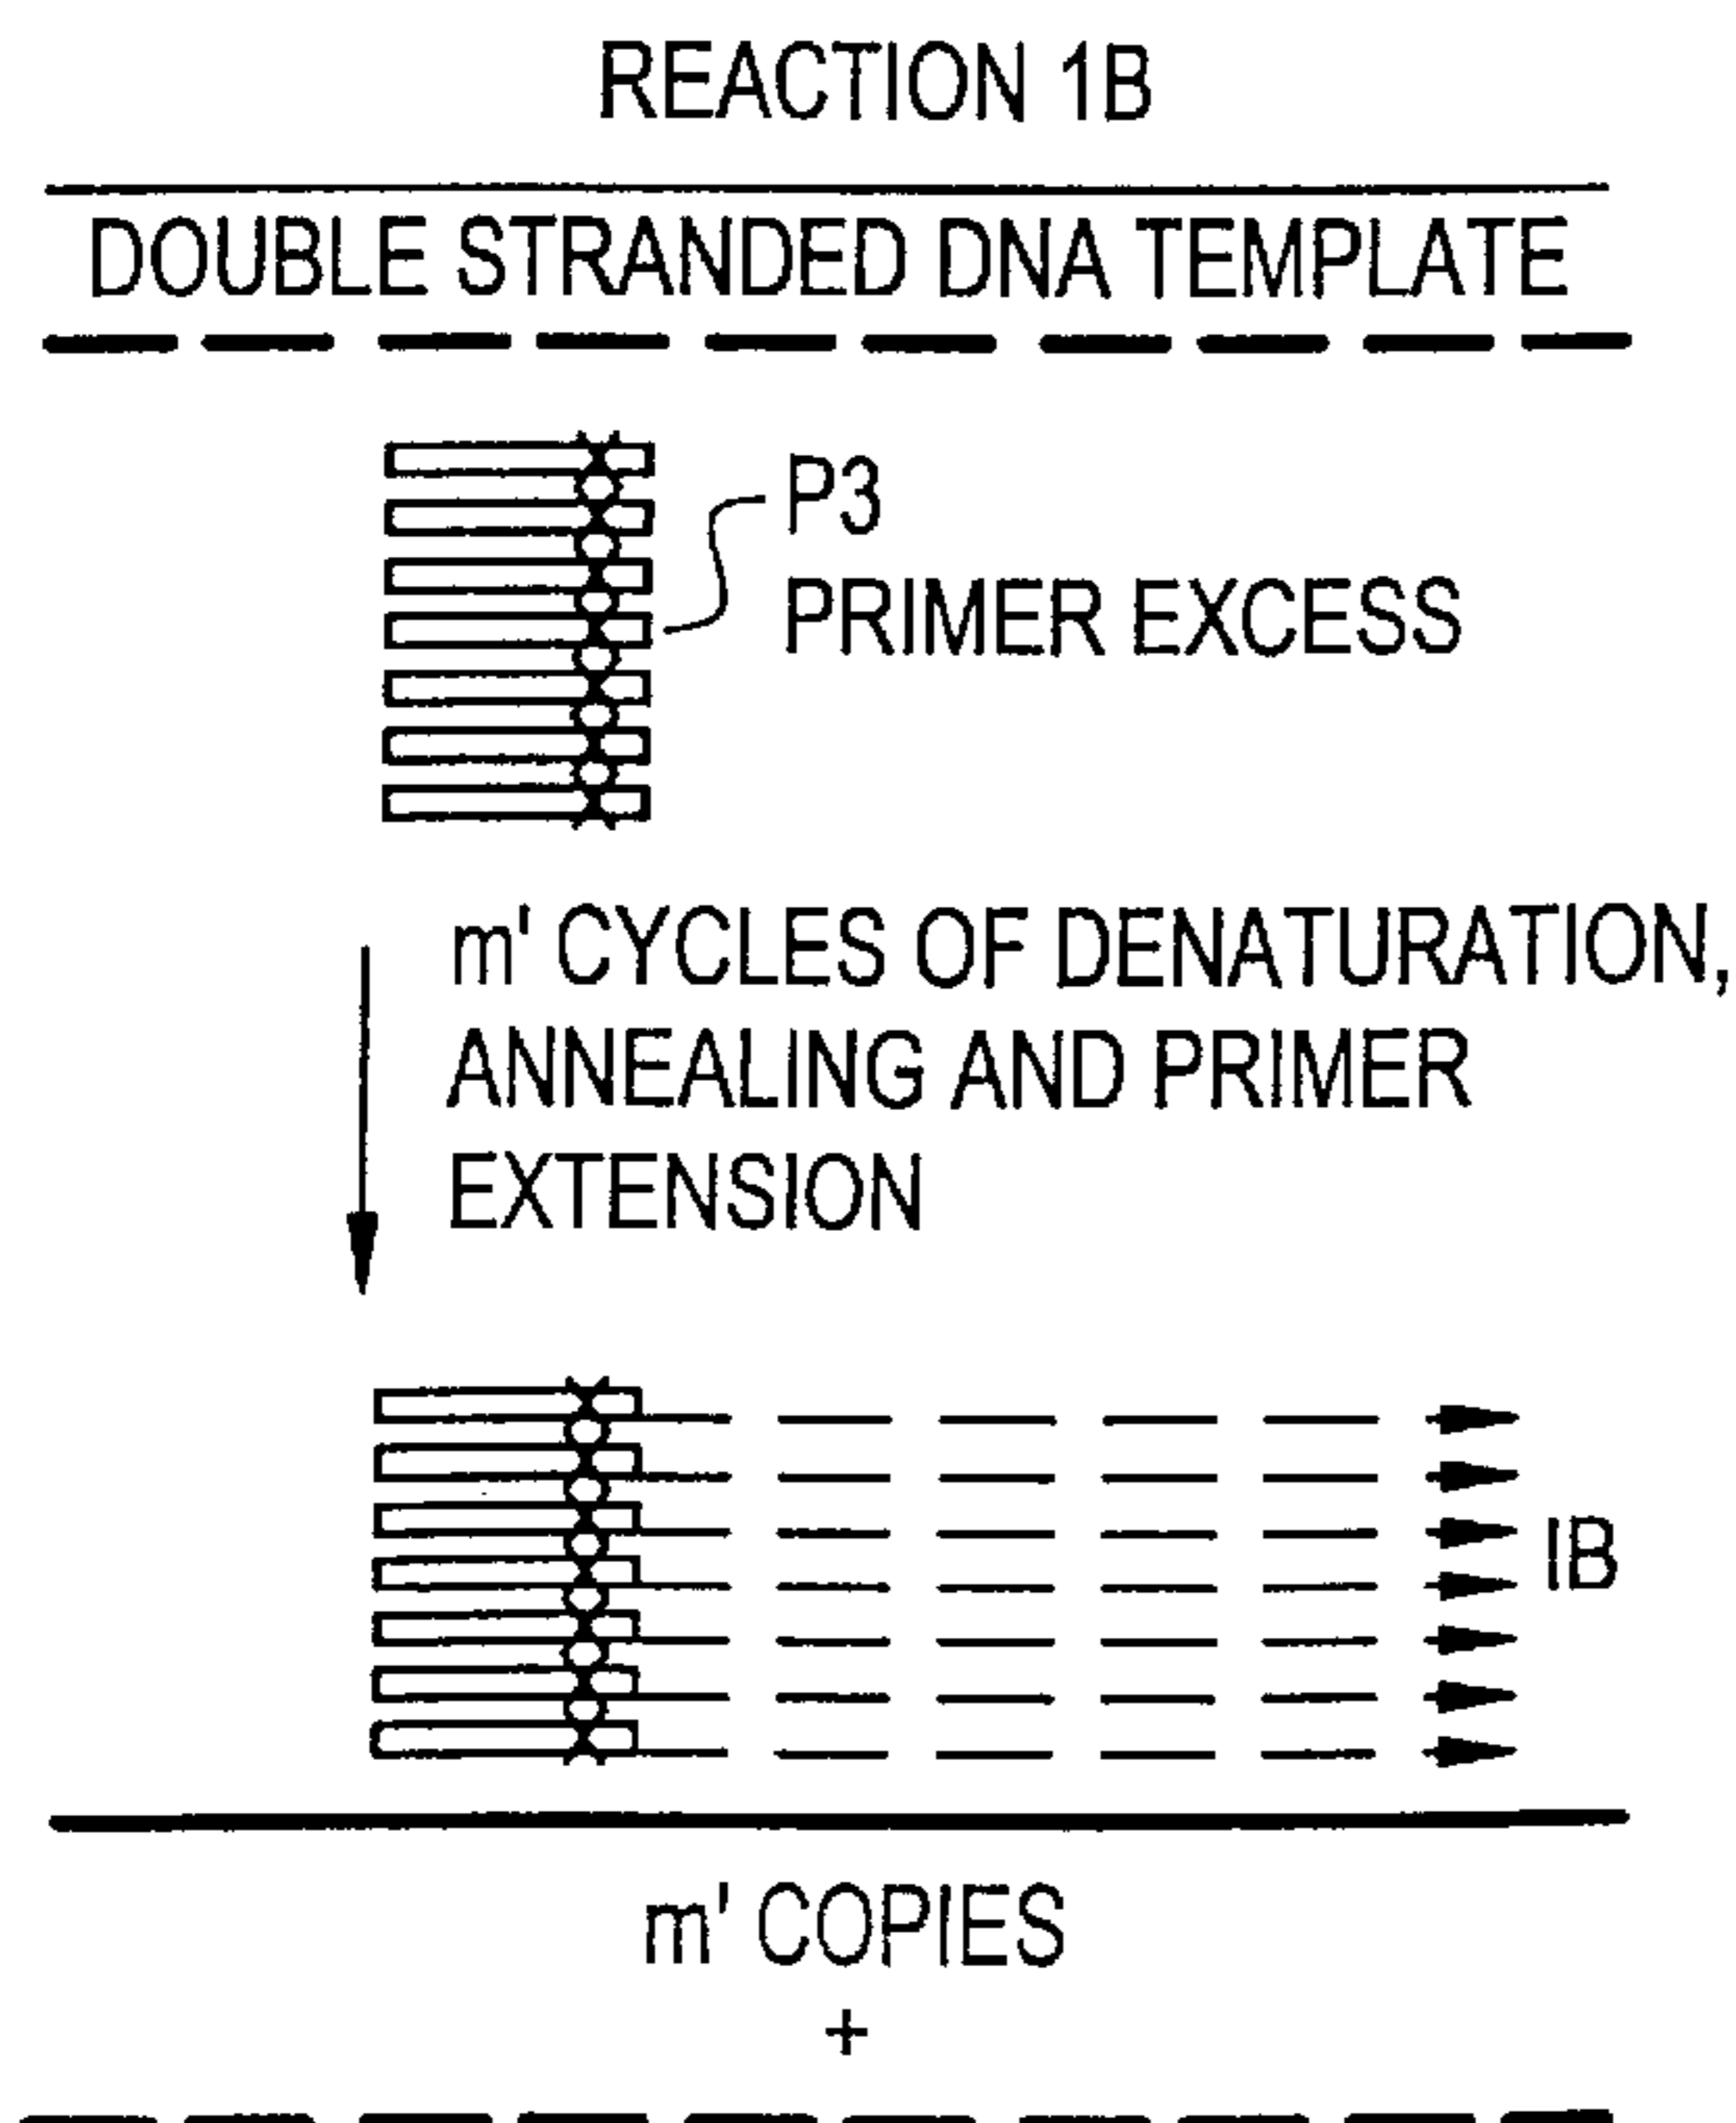 REACTION 1B
DOUBLE STRANDED DNA TEMPLATE
P3
PRIMER EXCESS
m' CYCLES OF DENATURATION,
ANNEALING AND PRIMER
EXTENSION
IB
m' COPIES
+